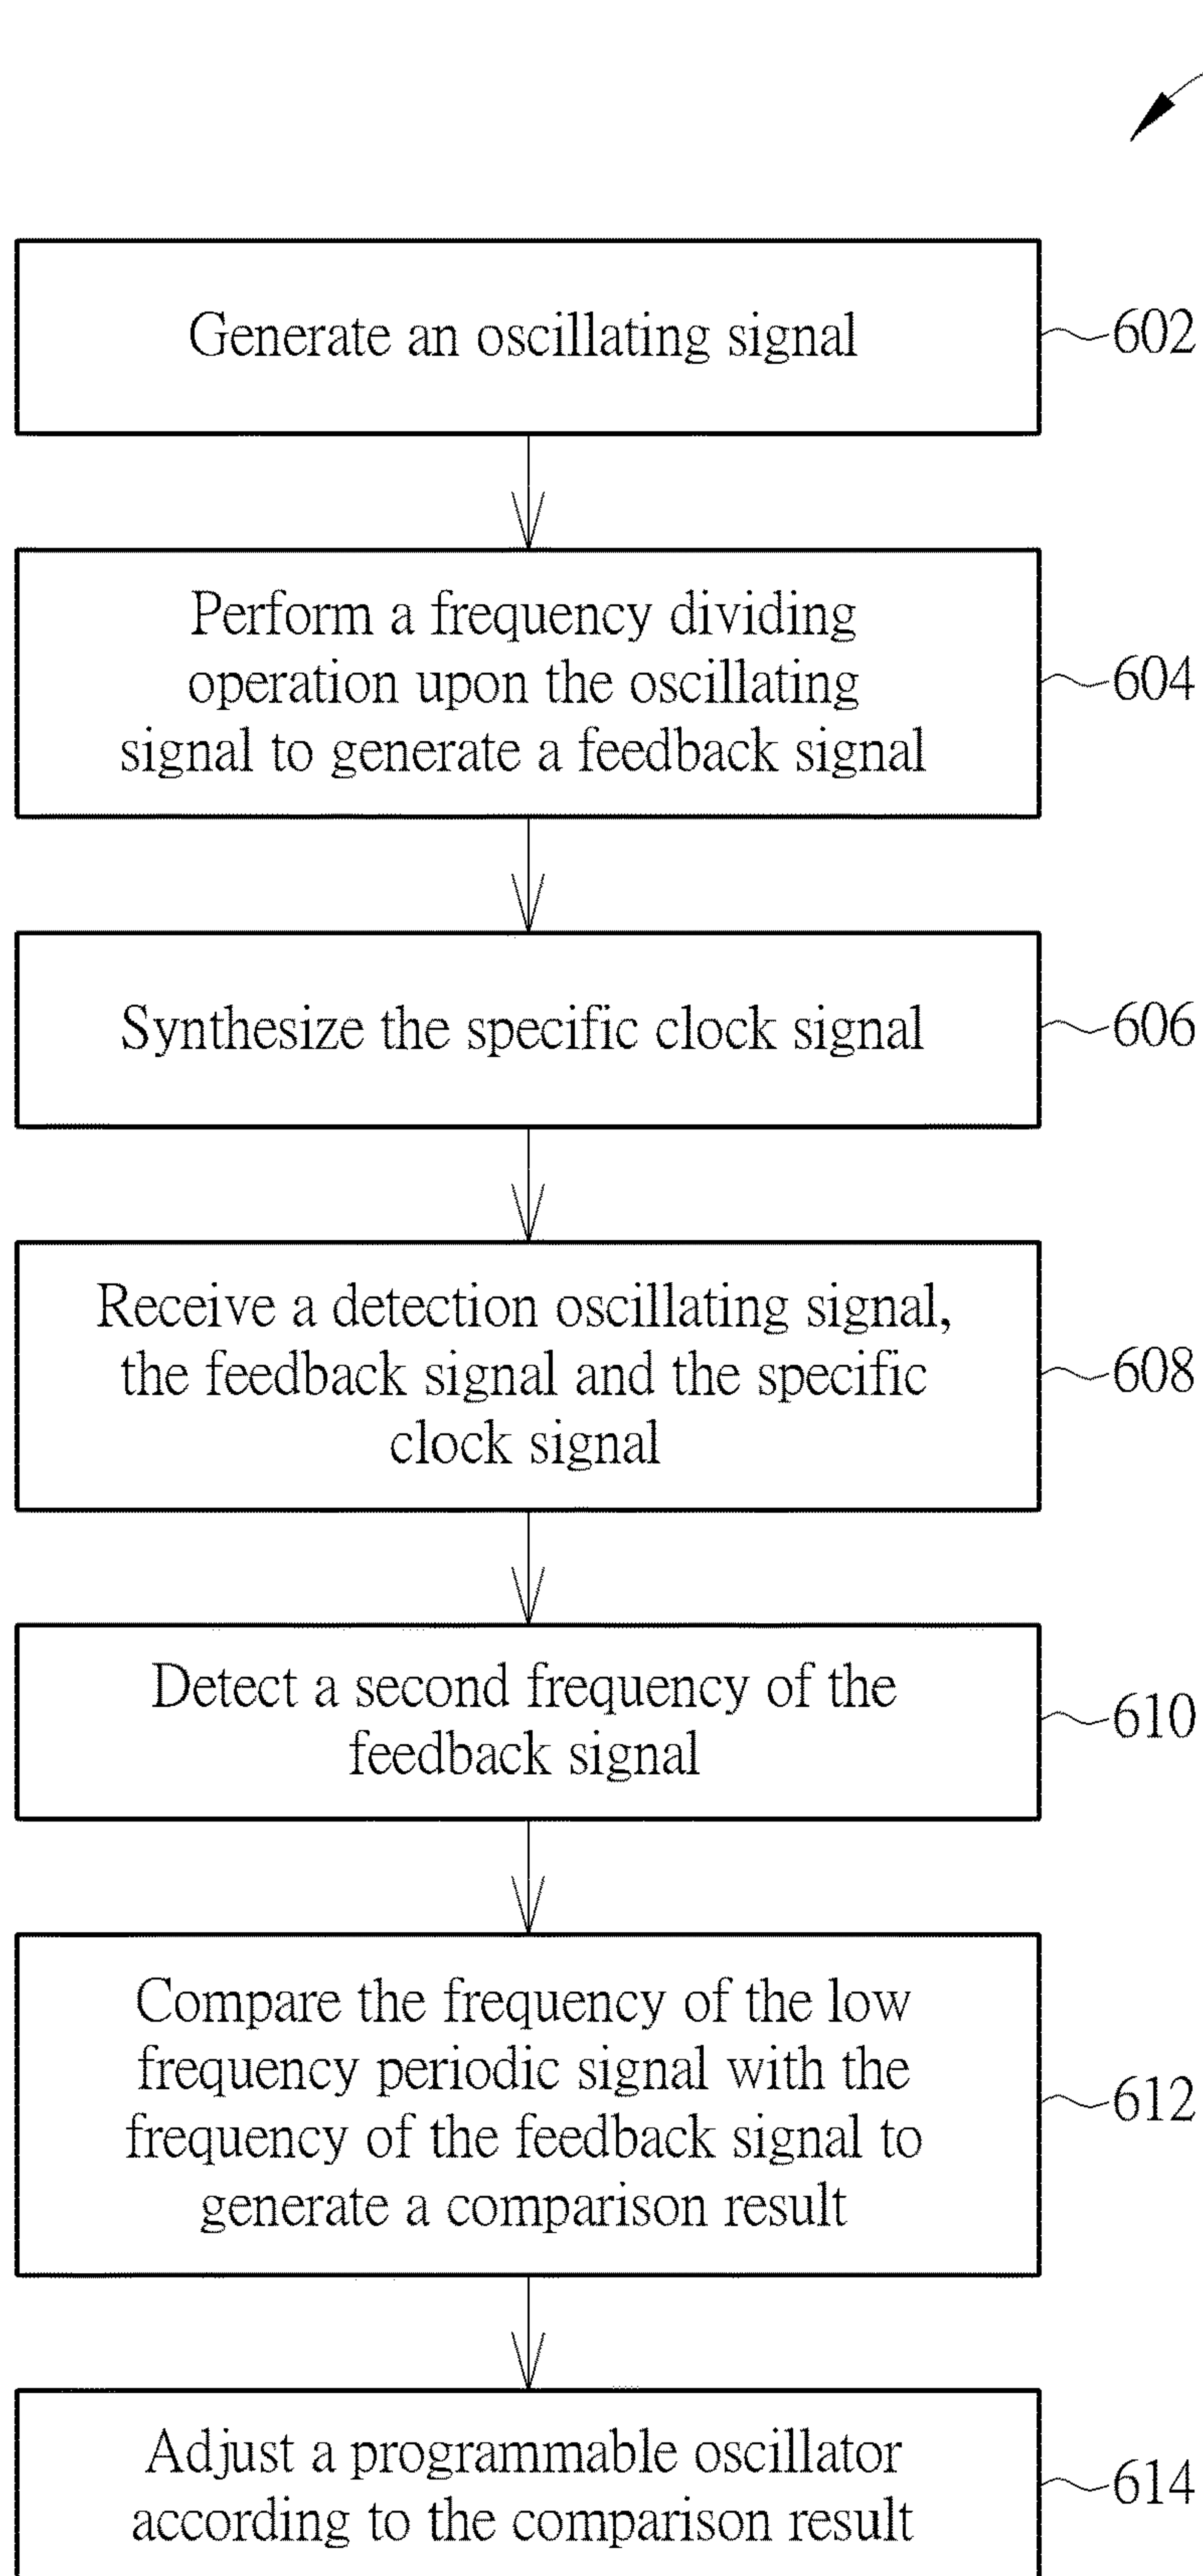 Generate an oscillating signal
602
Perform a frequency dividing
operation upon the oscillating
signal to generate a feedback signal
604
Synthesize the specific clock signal
606
Receive a detection oscillating signal,
the feedback signal and the specific
clock signal
608
Detect a second frequency of the
feedback signal
610
Compare the frequency of the low
frequency periodic signal with the
frequency of the feedback signal to
generate a comparison result
612
Adjust a programmable oscillator
according to the comparison result
614